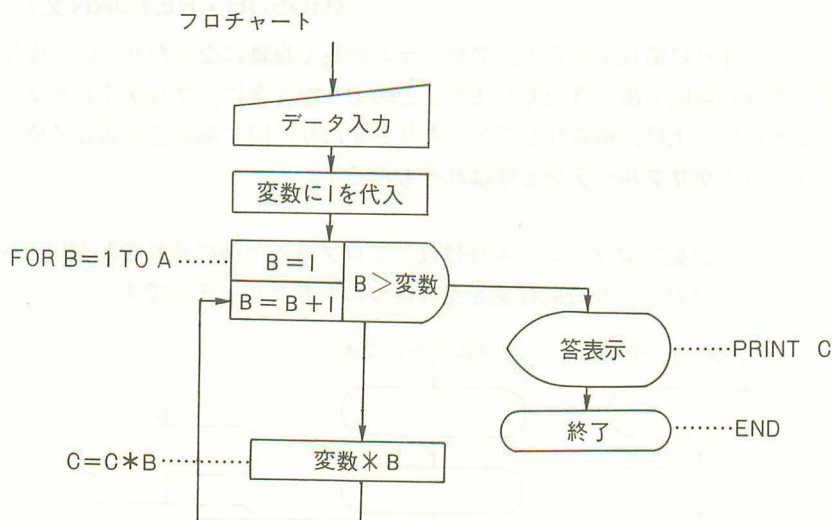 フロチャート
データ入力
変数に1を代入
FOR B=1 TO A………
B=1
B=B+1
B>変数
答表示
………PRINT C
終了
………END
C=C*B………
変数×B